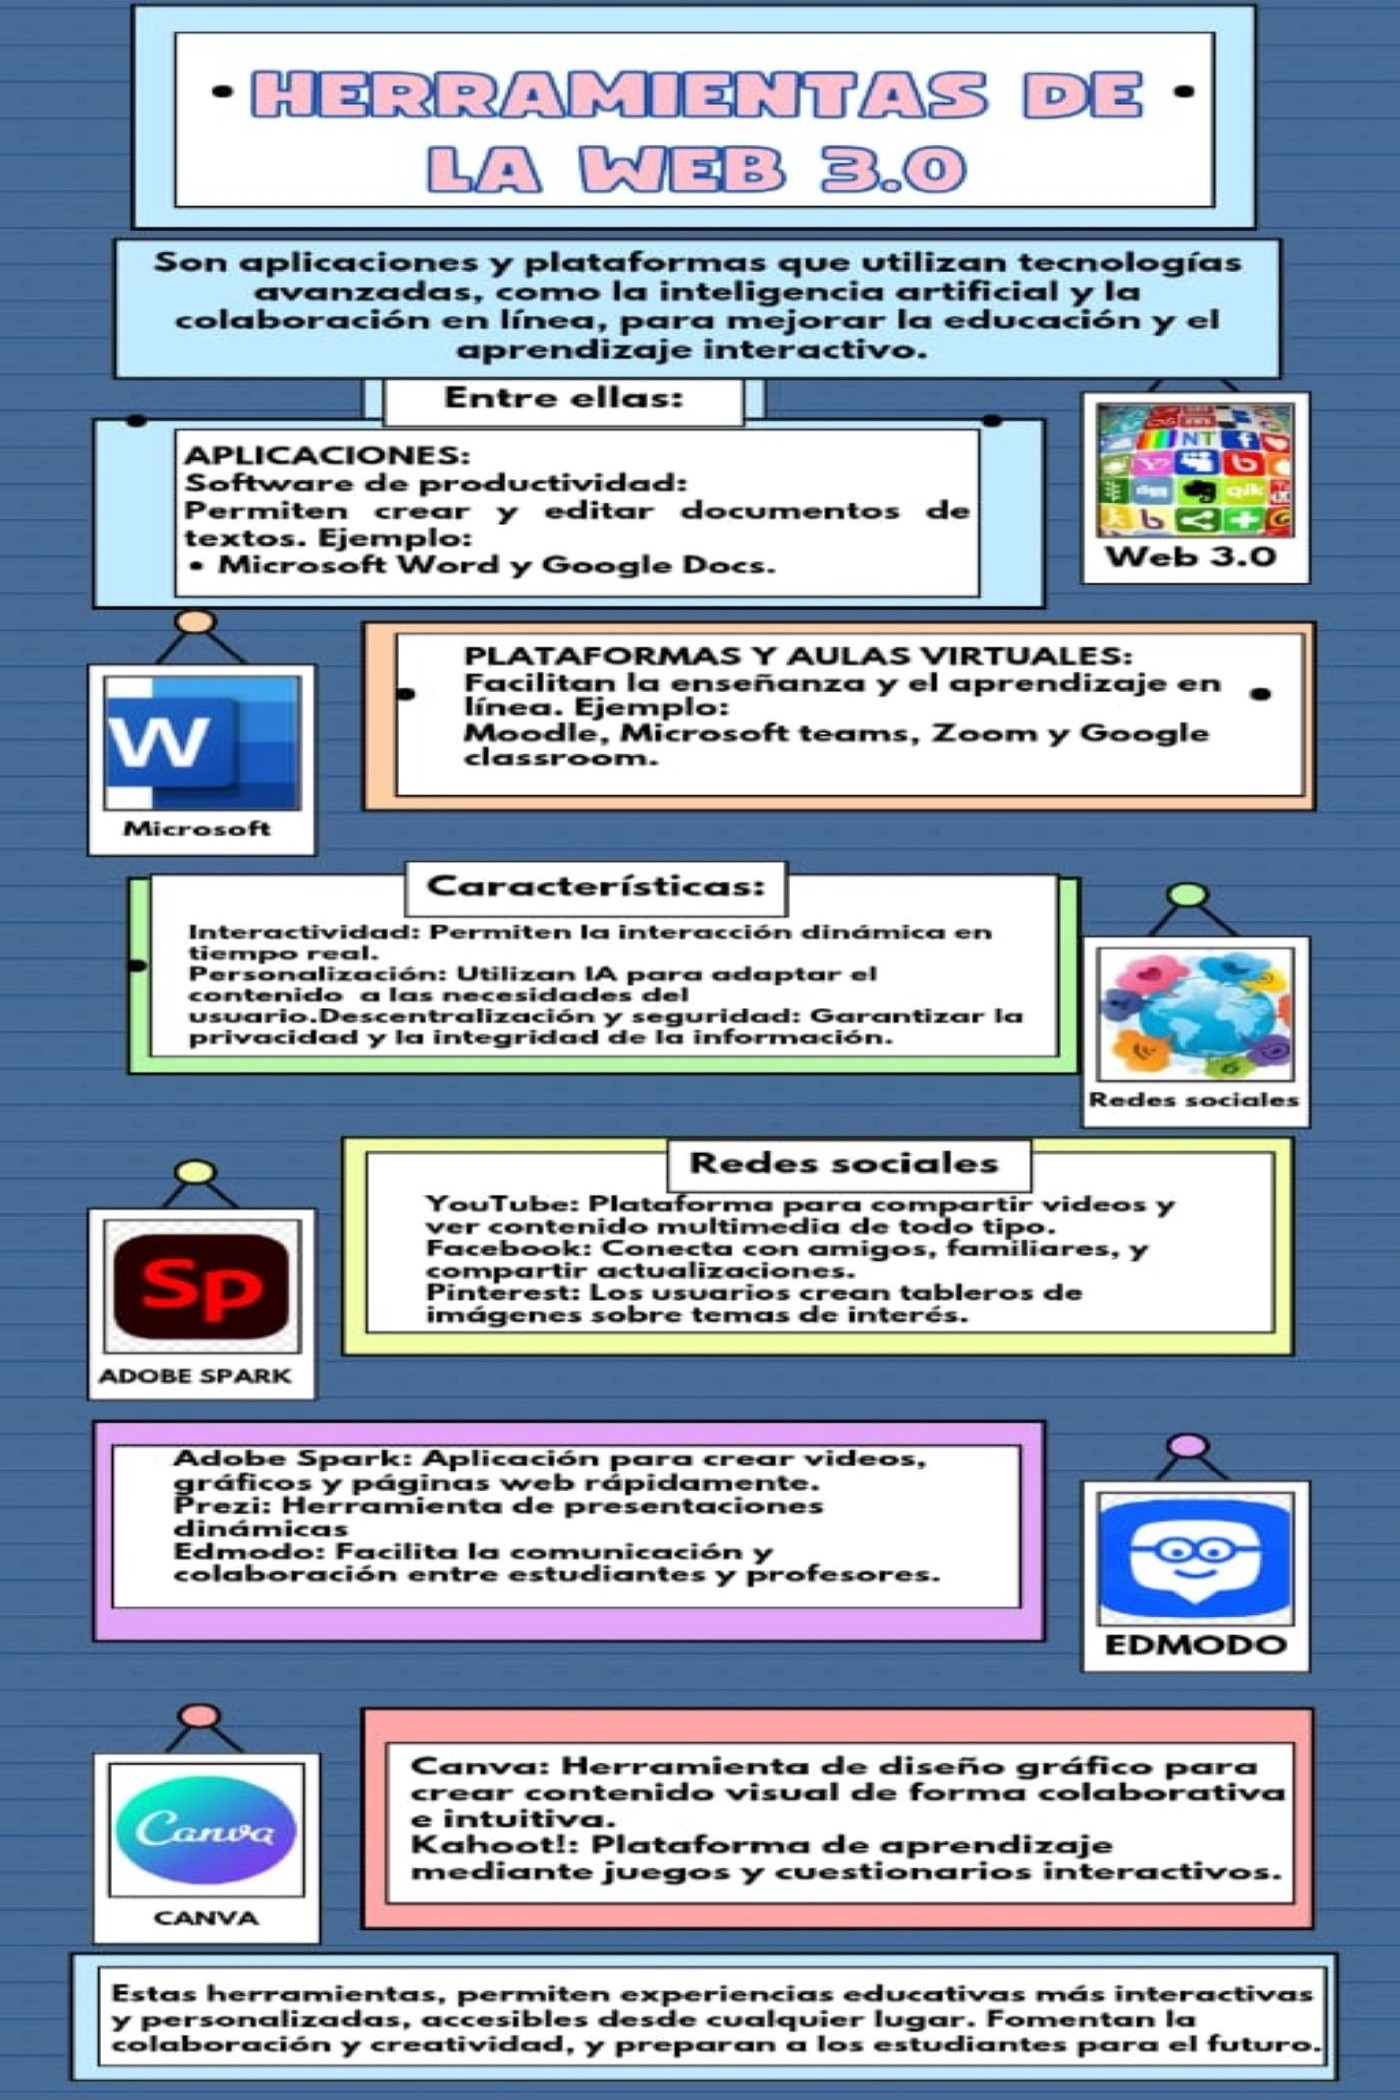 HERRAMIENTAS DE
LA WEB 3.0
Son aplicaciones y plataformas que utilizan tecnologías
avanzadas, como la inteligencia artificial y la
colaboración en línea, para mejorar la educación y el
aprendizaje interactivo.
Entre ellas:
APLICACIONES:
Software de productividad:
Permiten crear y editar documentos de
textos. Ejemplo:
• Microsoft Word y Google Docs.
NT
qik
Web 3.0
W
Microsoft
PLATAFORMAS Y AULAS VIRTUALES:
Facilitan la enseñanza y el aprendizaje en
línea. Ejemplo:
Moodle, Microsoft teams, Zoom y Google
classroom.
Características:
Interactividad: Permiten la interacción dinámica en
tiempo real.
Personalización: Utilizan IA para adaptar el
contenido a las necesidades del
usuario.Descentralización y seguridad: Garantizar la
privacidad y la integridad de la información.
Redes sociales
Redes sociales
YouTube: Plataforma para compartir videos y
ver contenido multimedia de todo tipo.
Facebook: Conecta con amigos, familiares, y
compartir actualizaciones.
Pinterest: Los usuarios crean tableros de
imágenes sobre temas de interés.
Sp
ADOBE SPARK
Adobe Spark: Aplicación para crear videos,
gráficos y páginas web rápidamente.
Prezi: Herramienta de presentaciones
dinámicas
Edmodo: Facilita la comunicación y
colaboración entre estudiantes y profesores.
EDMODO
Canva
CANVA
Canva: Herramienta de diseño gráfico para
crear contenido visual de forma colaborativa
e intuitiva.
Kahoot!: Plataforma de aprendizaje
mediante juegos y cuestionarios interactivos.
Estas herramientas, permiten experiencias educativas más interactivas
y personalizadas, accesibles desde cualquier lugar. Fomentan la
colaboración y creatividad, y preparan a los estudiantes para el futuro.